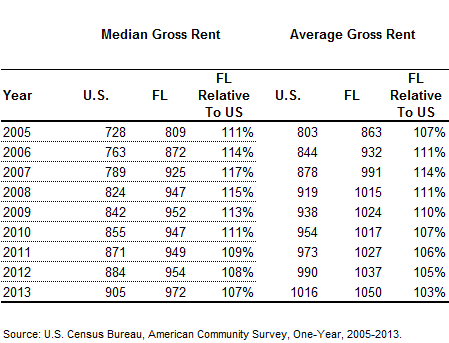 Median Gross Rent Average Gross Rent
FL FL
Relative Relative
Year U.S. FL To US U.S. FL To US
2005 728 809 111% 803 863 107%
2006 763 872 114% 844 932 111%
2007 789 925 117% 878 991 114%
2008 824 947 115% 919 1015 111%
2009 842 952 113% 938 1024 110%
2010 855 947 111% 954 1017 107%
2011 871 949 109% 973 1027 106%
2012 884 954 108% 990 1037 105%
2013 905 972 107% 1016 1050 103%
Source: U.S. Census Bureau, American Community Survey, One-Year, 2005-2013.